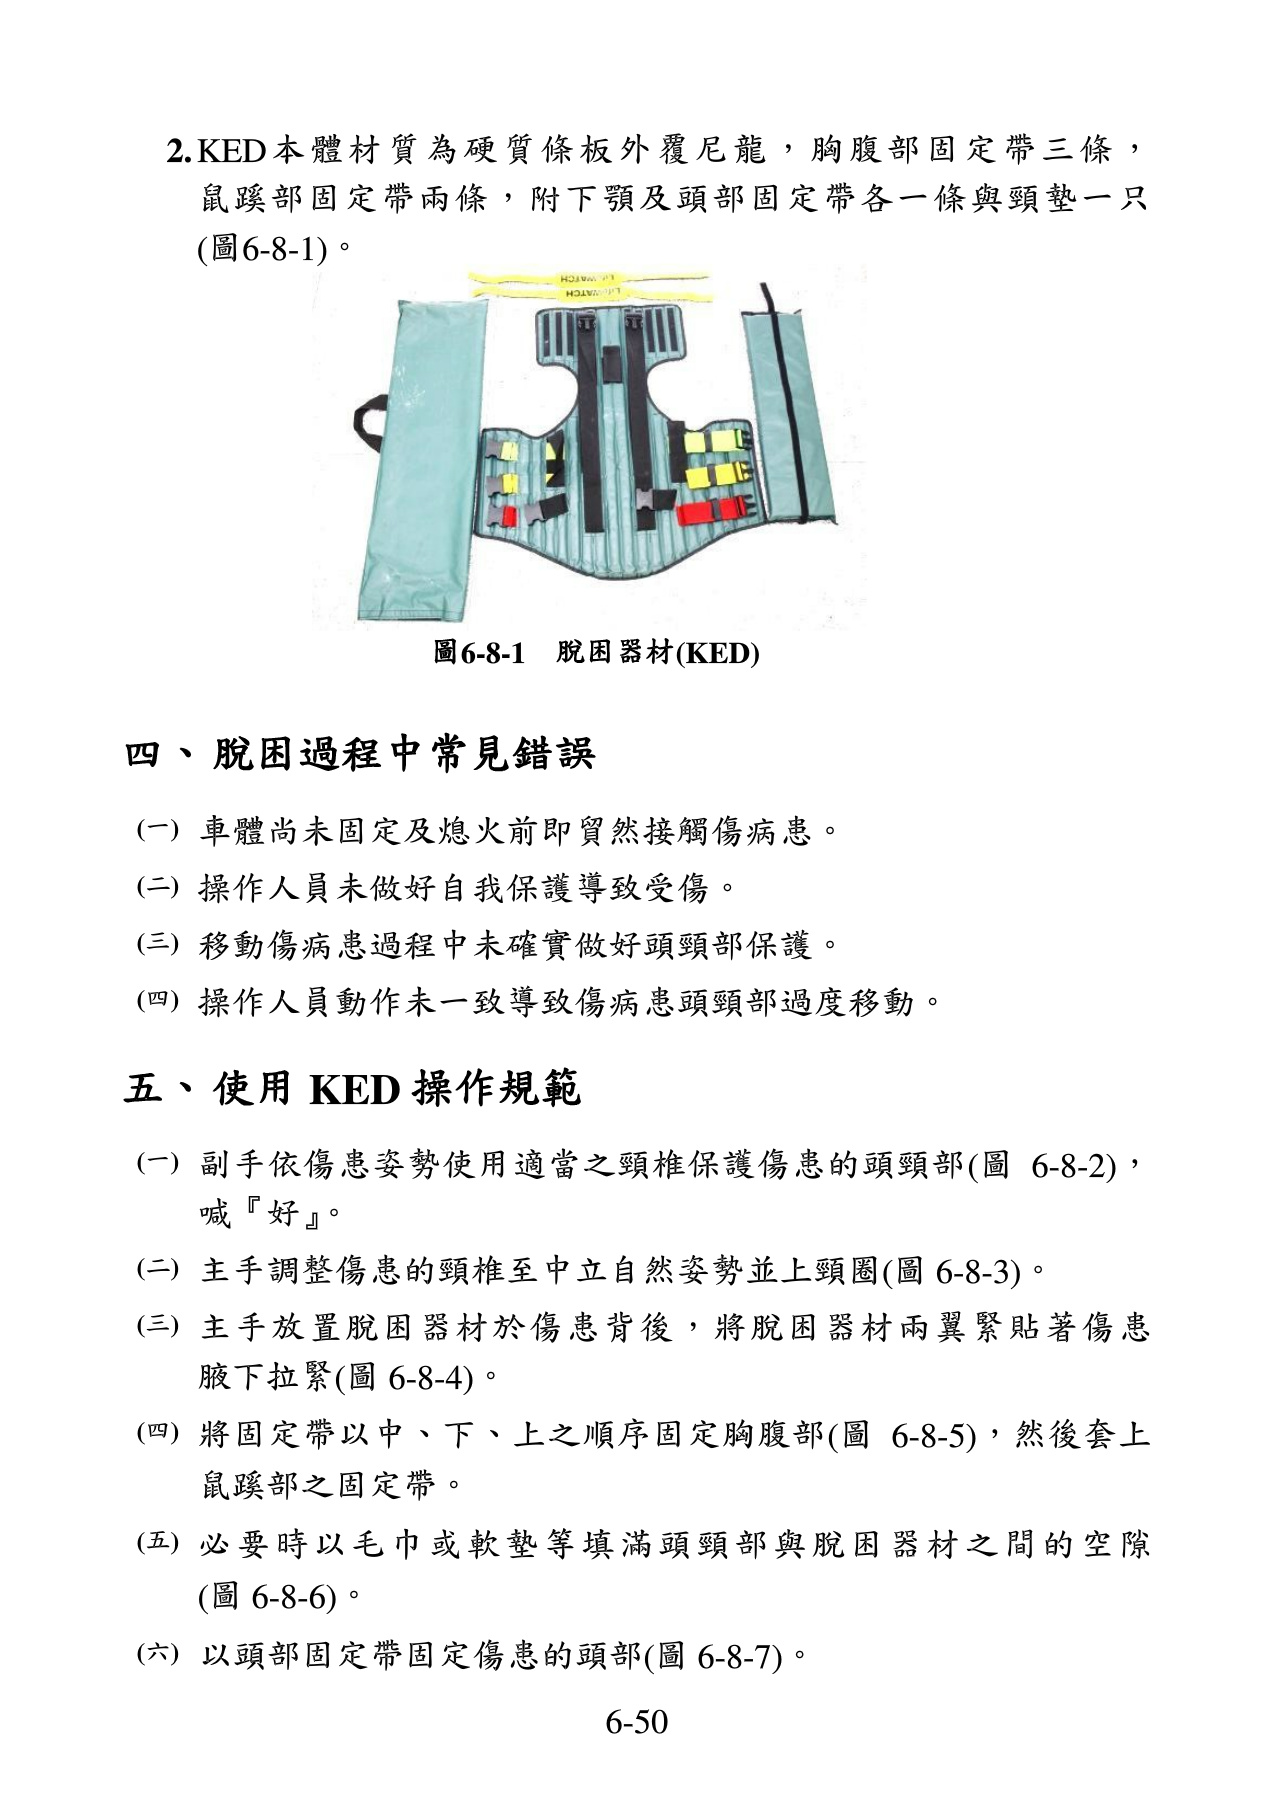 2. KED本體材質為硬質條板外覆尼龍，胸腹部固定帶三條，
鼠蹊部固定帶兩條，附下顎及頭部固定帶各一條與頸墊一只
(圖6-8-1)。
LifeWATCH
LifeWATCH
圖6-8-1 脫困器材(KED)
四、脫困過程中常見錯誤
(一) 車體尚未固定及熄火前即貿然接觸傷病患。
(二) 操作人員未做好自我保護導致受傷。
(三) 移動傷病患過程中未確實做好頭頸部保護。
(四) 操作人員動作未一致導致傷病患頭頸部過度移動。
五、使用 KED 操作規範
(一) 副手依傷患姿勢使用適當之頸椎保護傷患的頭頸部(圖 6-8-2)，
喊『好』。
(二) 主手調整傷患的頸椎至中立自然姿勢並上頸圈(圖 6-8-3)。
(三) 主手放置脫困器材於傷患背後，將脫困器材兩翼緊貼著傷患
腋下拉緊(圖 6-8-4)。
(四) 將固定帶以中、下、上之順序固定胸腹部(圖 6-8-5)，然後套上
鼠蹊部之固定帶。
(五) 必要時以毛巾或軟墊等填滿頭頸部與脫困器材之間的空隙
(圖 6-8-6)。
(六) 以頭部固定帶固定傷患的頭部(圖 6-8-7)。
6-50